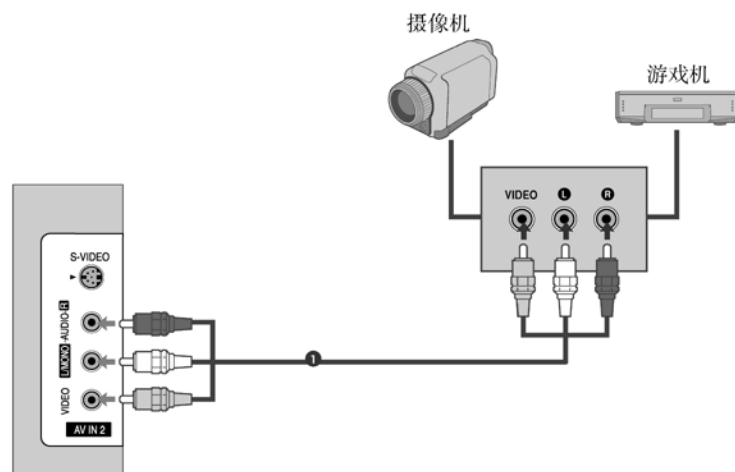 摄像机
游戏机
VIDEO L R
S-VIDEO
L/MONO-AUDIO-R
VIDEO
AV IN 2
1